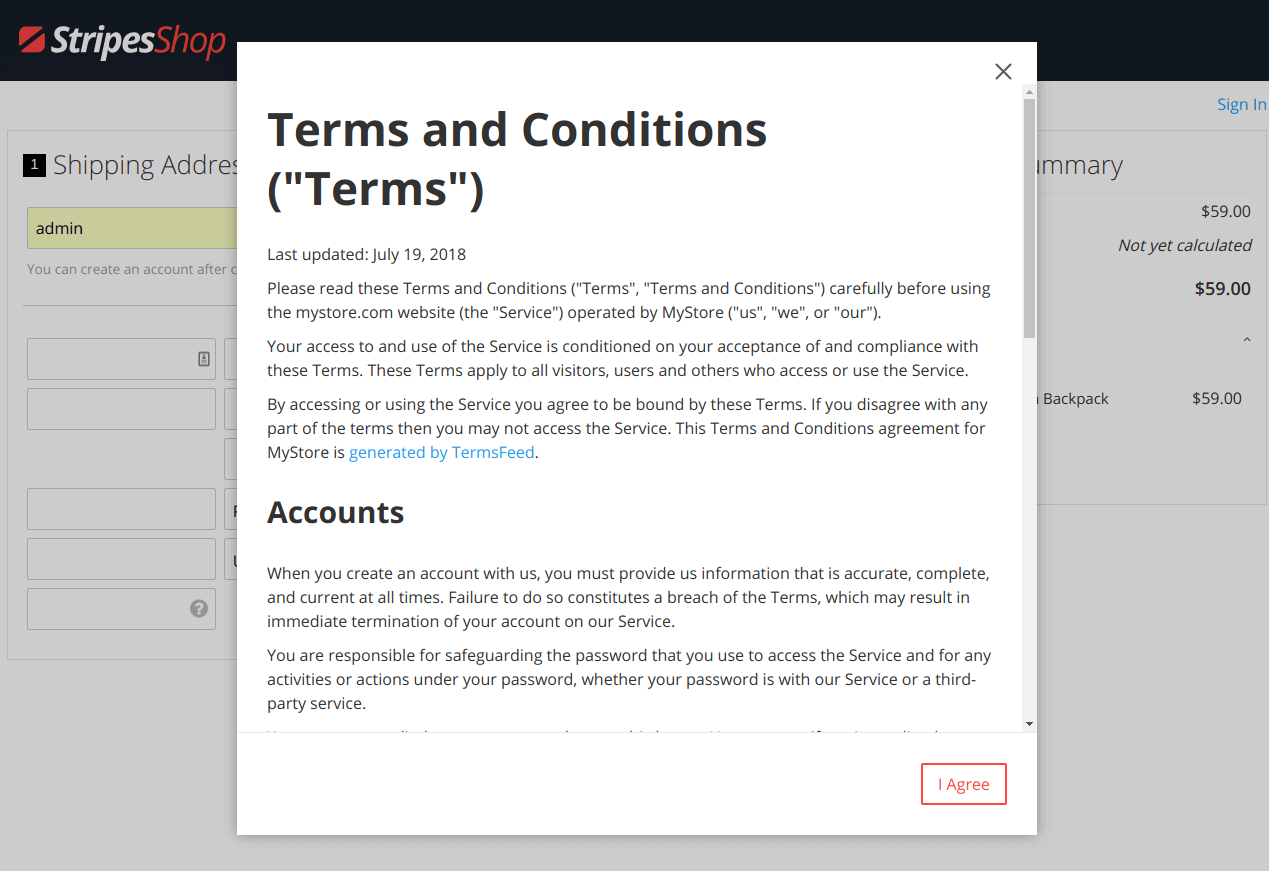 StripesShop
Sign In
1 Shipping
$59.00
You can create an account after
admin
Not yet calculated
$59.00
Backpack $59.00
Terms and Conditions
("Terms")
Last updated: July 19, 2018
Please read these Terms and Conditions ("Terms", "Terms and Conditions") carefully before using
the mystore.com website (the "Service") operated by MyStore ("us", "we", or "our").
Your access to and use of the Service is conditioned on your acceptance of and compliance with
these Terms. These Terms apply to all visitors, users and others who access or use the Service.
By accessing or using the Service you agree to be bound by these Terms. If you disagree with any
part of the terms then you may not access the Service. This Terms and Conditions agreement for
MyStore is generated by TermsFeed.
Accounts
When you create an account with us, you must provide us information that is accurate, complete,
and current at all times. Failure to do so constitutes a breach of the Terms, which may result in
immediate termination of your account on our Service.
You are responsible for safeguarding the password that you use to access the Service and for any
activities or actions under your password, whether your password is with our Service or a third-
party service.
I Agree